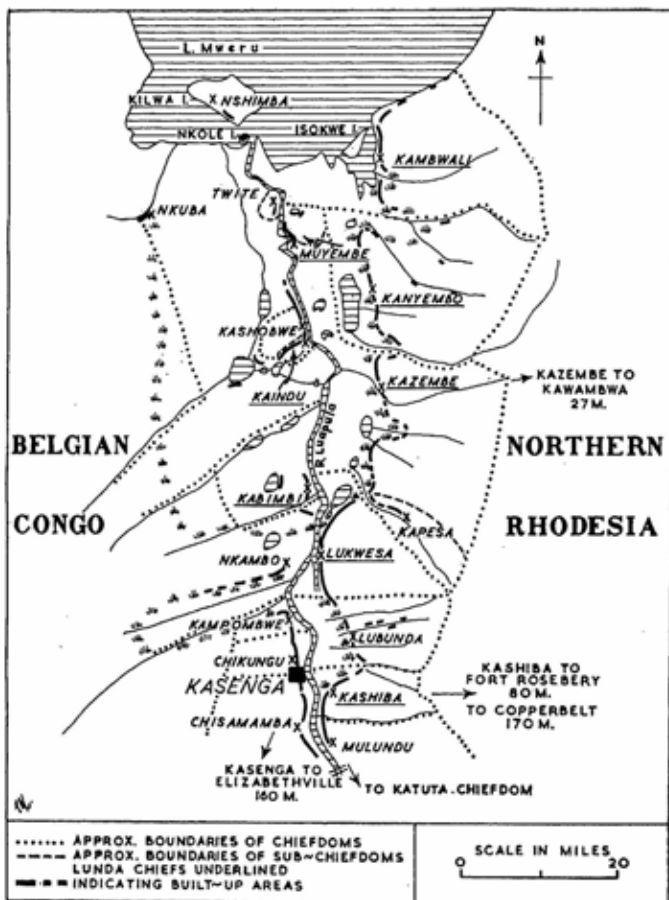 L. Mweru
N
KILWA I.
NSHIMBA
NKOLE I.
ISOKWE I.
KAMBWALI
TWITE
NKUBA
MUYEMBE
KANYEMBO
KASHOBWE
KAZEMBE
KAZEMBE TO
KAWAMBWA
27 M.
KAINDU
R. Luapula
BELGIAN
CONGO
NORTHERN
RHODESIA
KABIMBI
KAPESA
NKAMBO
LUKWESA
KAMPOMBWE
LUBUNDA
CHIKUNGU
KASENGA
KASHIBA
KASHIBA TO
FORT ROSEBERY
80 M.
TO COPPERBELT
170 M.
CHISAMAMBA
MULUNDU
KASENGA TO
ELIZABETHVILLE
160 M.
TO KATUTA-CHIEFDOM
APPROX. BOUNDARIES OF CHIEFDOMS
APPROX. BOUNDARIES OF SUB~CHIEFDOMS
LUNDA CHIEFS UNDERLINED
INDICATING BUILT~UP AREAS
SCALE IN MILES
0 20